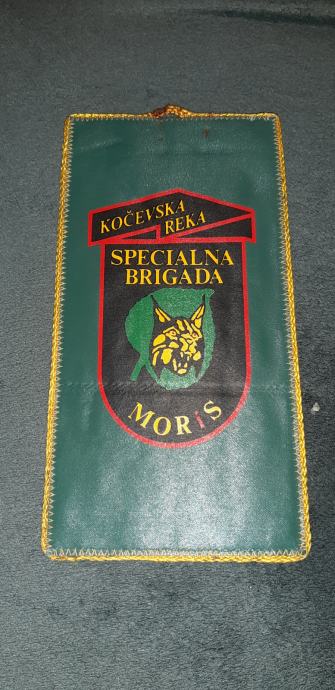 KOČEVSKA
REKA
SPECIALNA
BRIGADA
MORiS